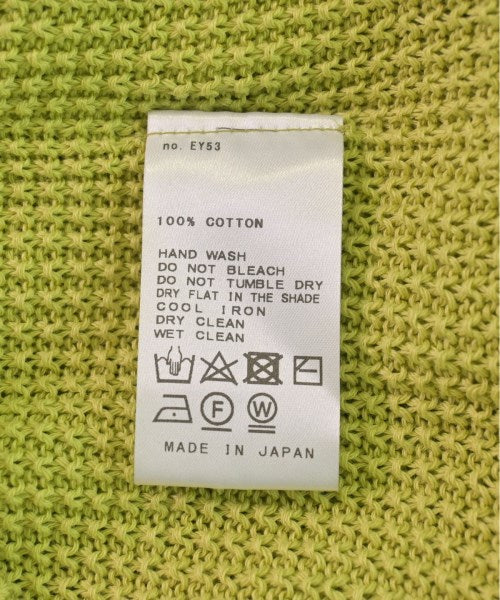 no. EY53
100% COTTON
HAND WASH
DO NOT BLEACH
DO NOT TUMBLE DRY
DRY FLAT IN THE SHADE
COOL IRON
DRY CLEAN
WET CLEAN
F W
MADE IN JAPAN